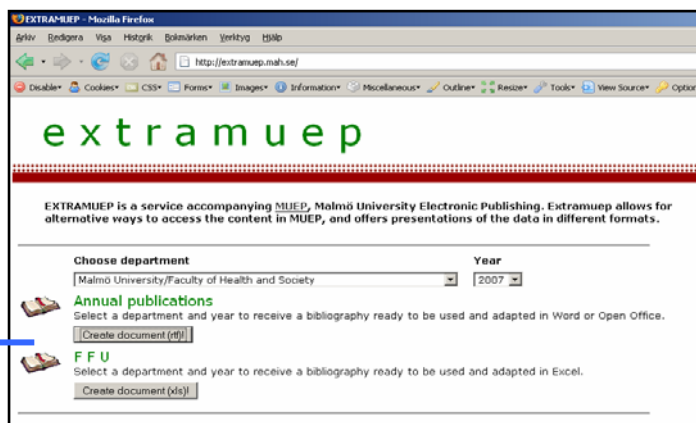 EXTRAMUEP - Mozilla Firefox
Arkiv Redigera Visa Historik Bokmärken Verktyg Hjälp
http://extramuep.mah.se/
Disable Cookies CSS Forms Images Information Miscellaneous Outline Resize Tools View Source Option
extramuep
EXTRAMUEP is a service accompanying MUEP, Malmö University Electronic Publishing. Extramuep allows for
alternative ways to access the content in MUEP, and offers presentations of the data in different formats.
Choose department Year
Malmö University/Faculty of Health and Society 2007
Annual publications
Select a department and year to receive a bibliography ready to be used and adapted in Word or Open Office.
Create document (rtf)!
F F U
Select a department and year to receive a bibliography ready to be used and adapted in Excel.
Create document (xls)!